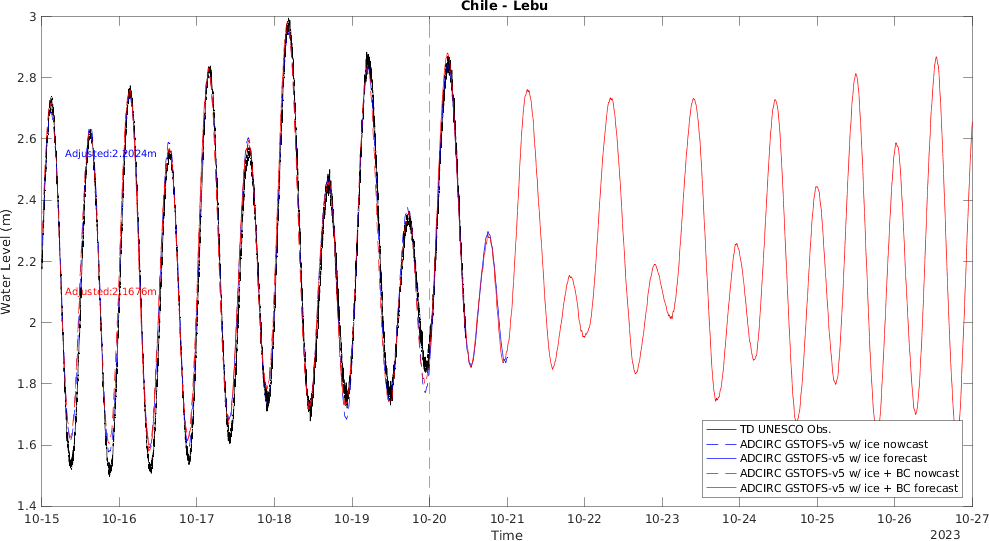 Chile - Lebu
3
2.8
2.6
2.4
2.2
2
1.8
1.6
1.4
Water Level (m)
Adjusted:2.2024m
Adjusted:2.1676m
TD UNESCO Obs.
ADCIRC GSTOFS-v5 w/ ice nowcast
ADCIRC GSTOFS-v5 w/ ice forecast
ADCIRC GSTOFS-v5 w/ ice + BC nowcast
ADCIRC GSTOFS-v5 w/ ice + BC forecast
10-15 10-16 10-17 10-18 10-19 10-20 10-21 10-22 10-23 10-24 10-25 10-26 10-27
2023
Time